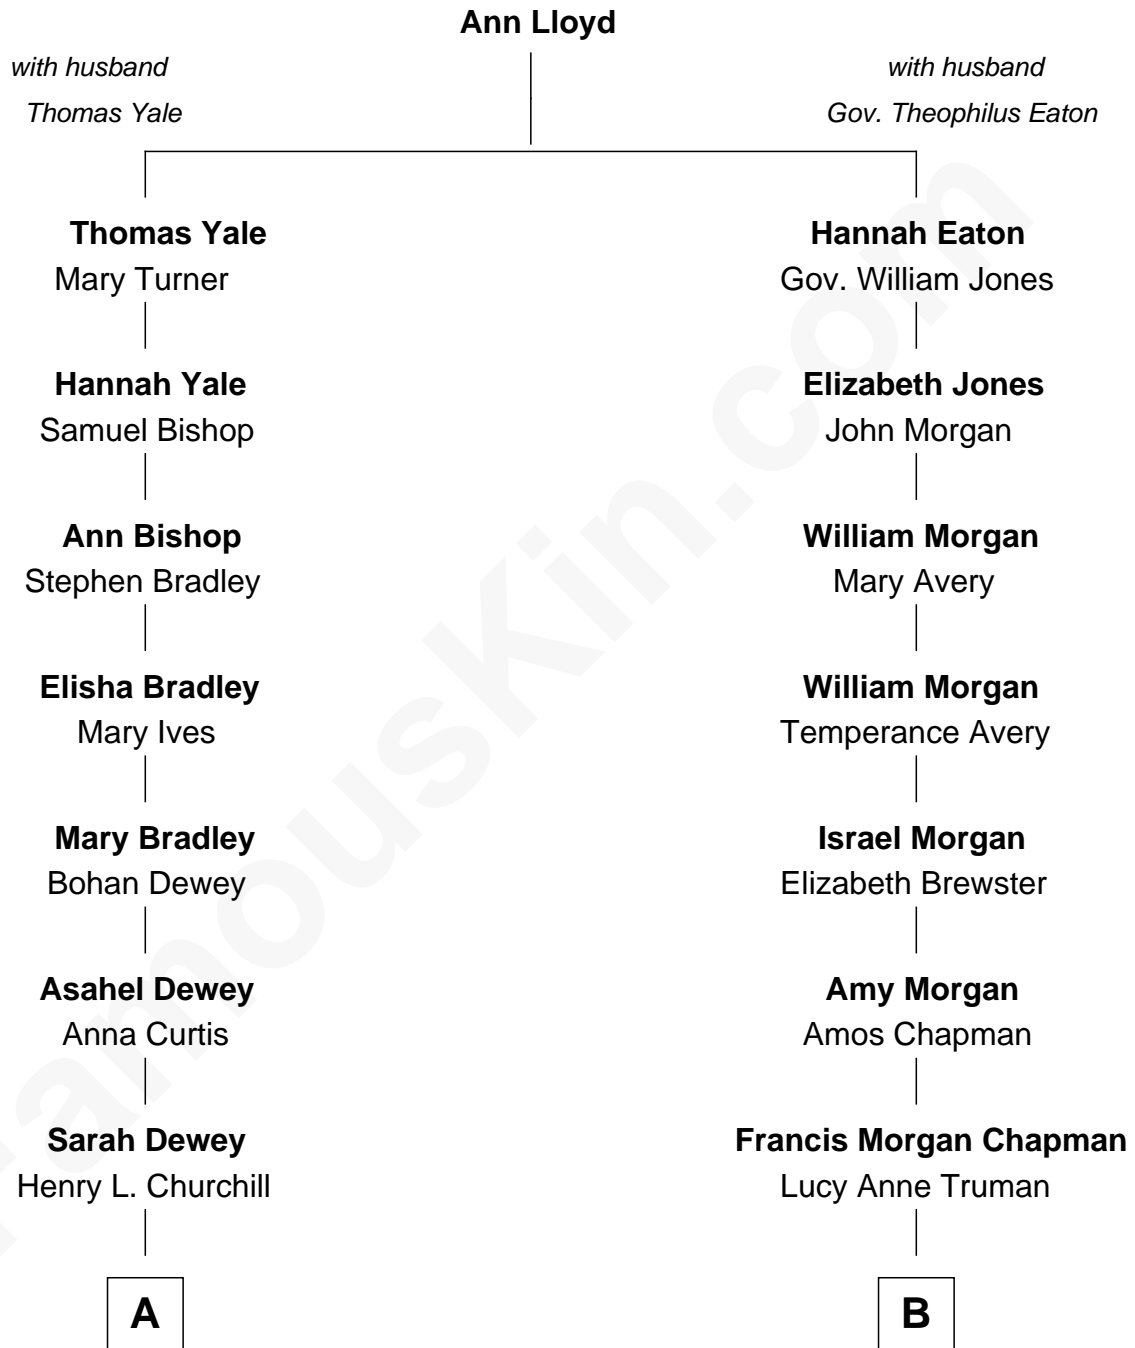 Ann Lloyd
with husband
Thomas Yale
with husband
Gov. Theophilus Eaton
Thomas Yale
Mary Turner
Hannah Eaton
Gov. William Jones
Hannah Yale
Samuel Bishop
Elizabeth Jones
John Morgan
Ann Bishop
Stephen Bradley
William Morgan
Mary Avery
Elisha Bradley
Mary Ives
William Morgan
Temperance Avery
Mary Bradley
Bohan Dewey
Israel Morgan
Elizabeth Brewster
Asahel Dewey
Anna Curtis
Amy Morgan
Amos Chapman
Sarah Dewey
Henry L. Churchill
Francis Morgan Chapman
Lucy Anne Truman
A
B
FamousKin.com